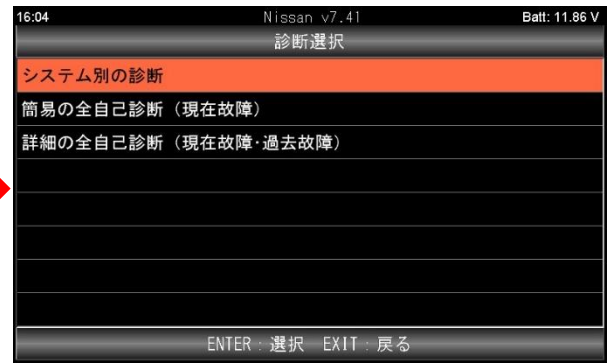 16:04 Nissan v7.41 Batt: 11.86 V
診断選択
システム別の診断
簡易の全自己診断（現在故障）
詳細の全自己診断（現在故障･過去故障）
ENTER：選択 EXIT：戻る